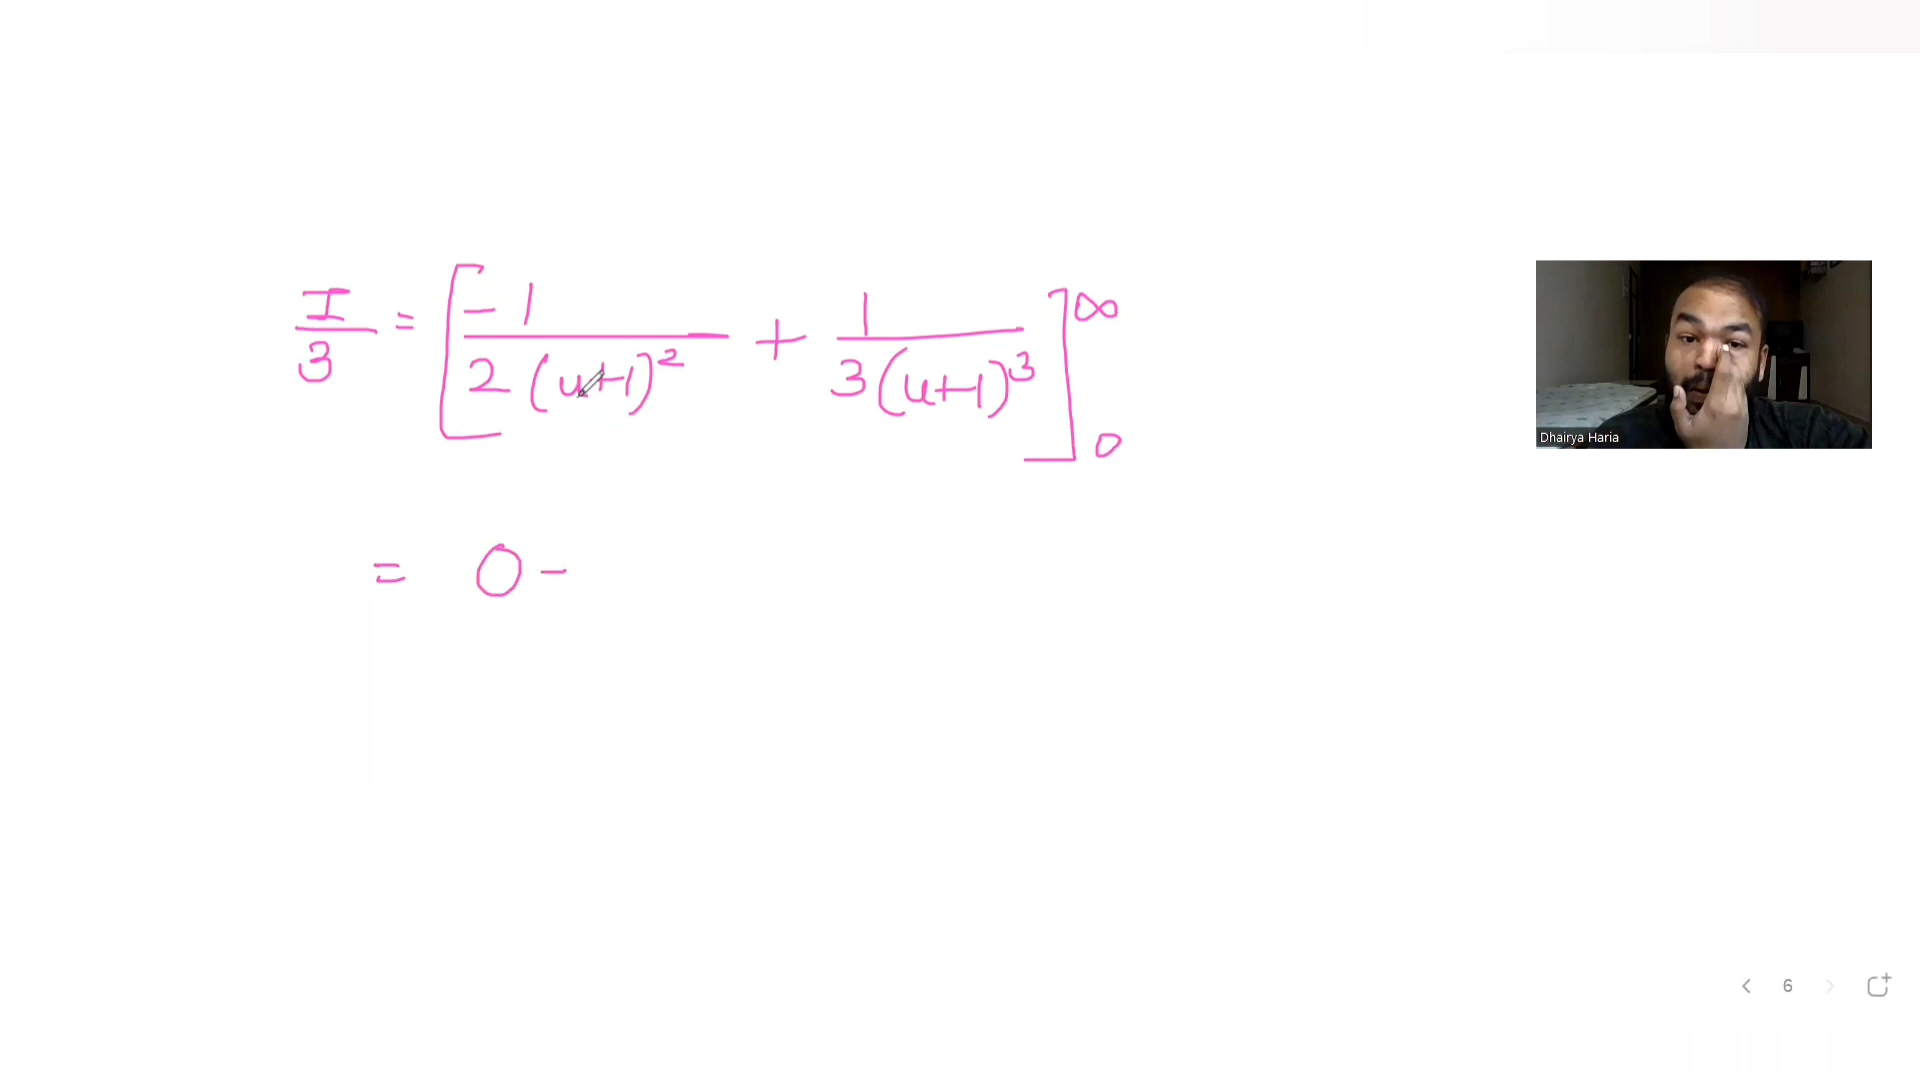 I/3 = [ -1/2(u+1)² + 1/3(u+1)³ ]₀^∞
Dhairya Haria
= 0 -
6